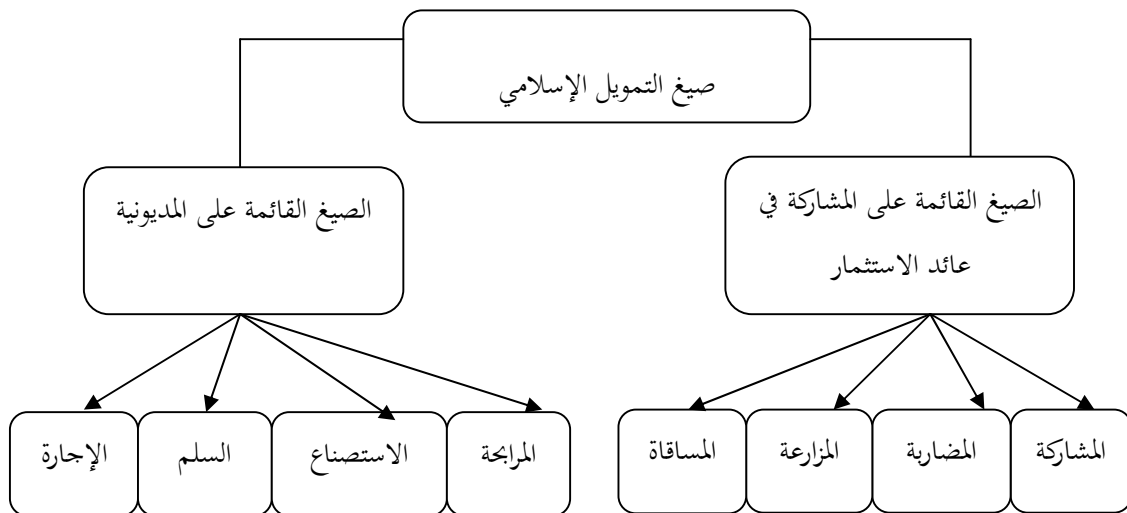 صيغ التمويل الإسلامي
الصيغ القائمة على المشاركة في
عائد الاستثمار
الصيغ القائمة على المديونية
المشاركة
المضاربة
المزارعة
المساقاة
المرابحة
الاستصناع
السلم
الإجارة